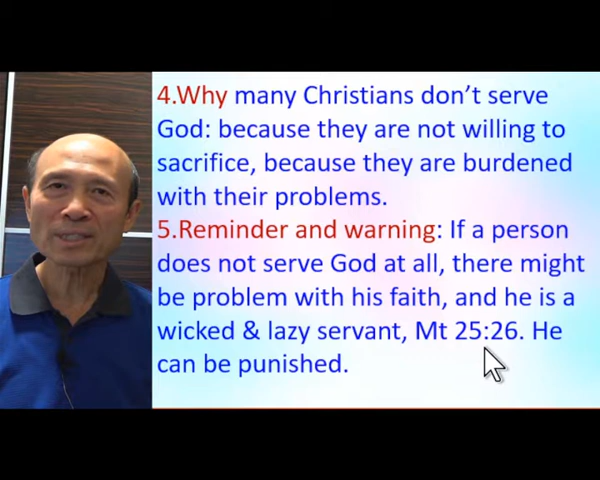 4.Why many Christians don't serve
God: because they are not willing to
sacrifice, because they are burdened
with their problems.
5.Reminder and warning: If a person
does not serve God at all, there might
be problem with his faith, and he is a
wicked & lazy servant, Mt 25:26. He
can be punished.